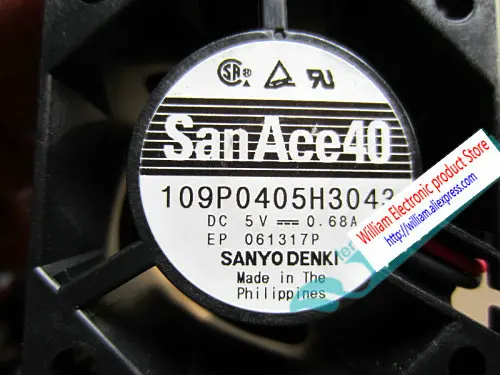 SanAce40
109P0405H3043
DC 5V ⎓ 0.68A
EP 061317P
SANYO DENKI
Made in The
Philippines
William Electronic product Store
http://william.aliexpress.com